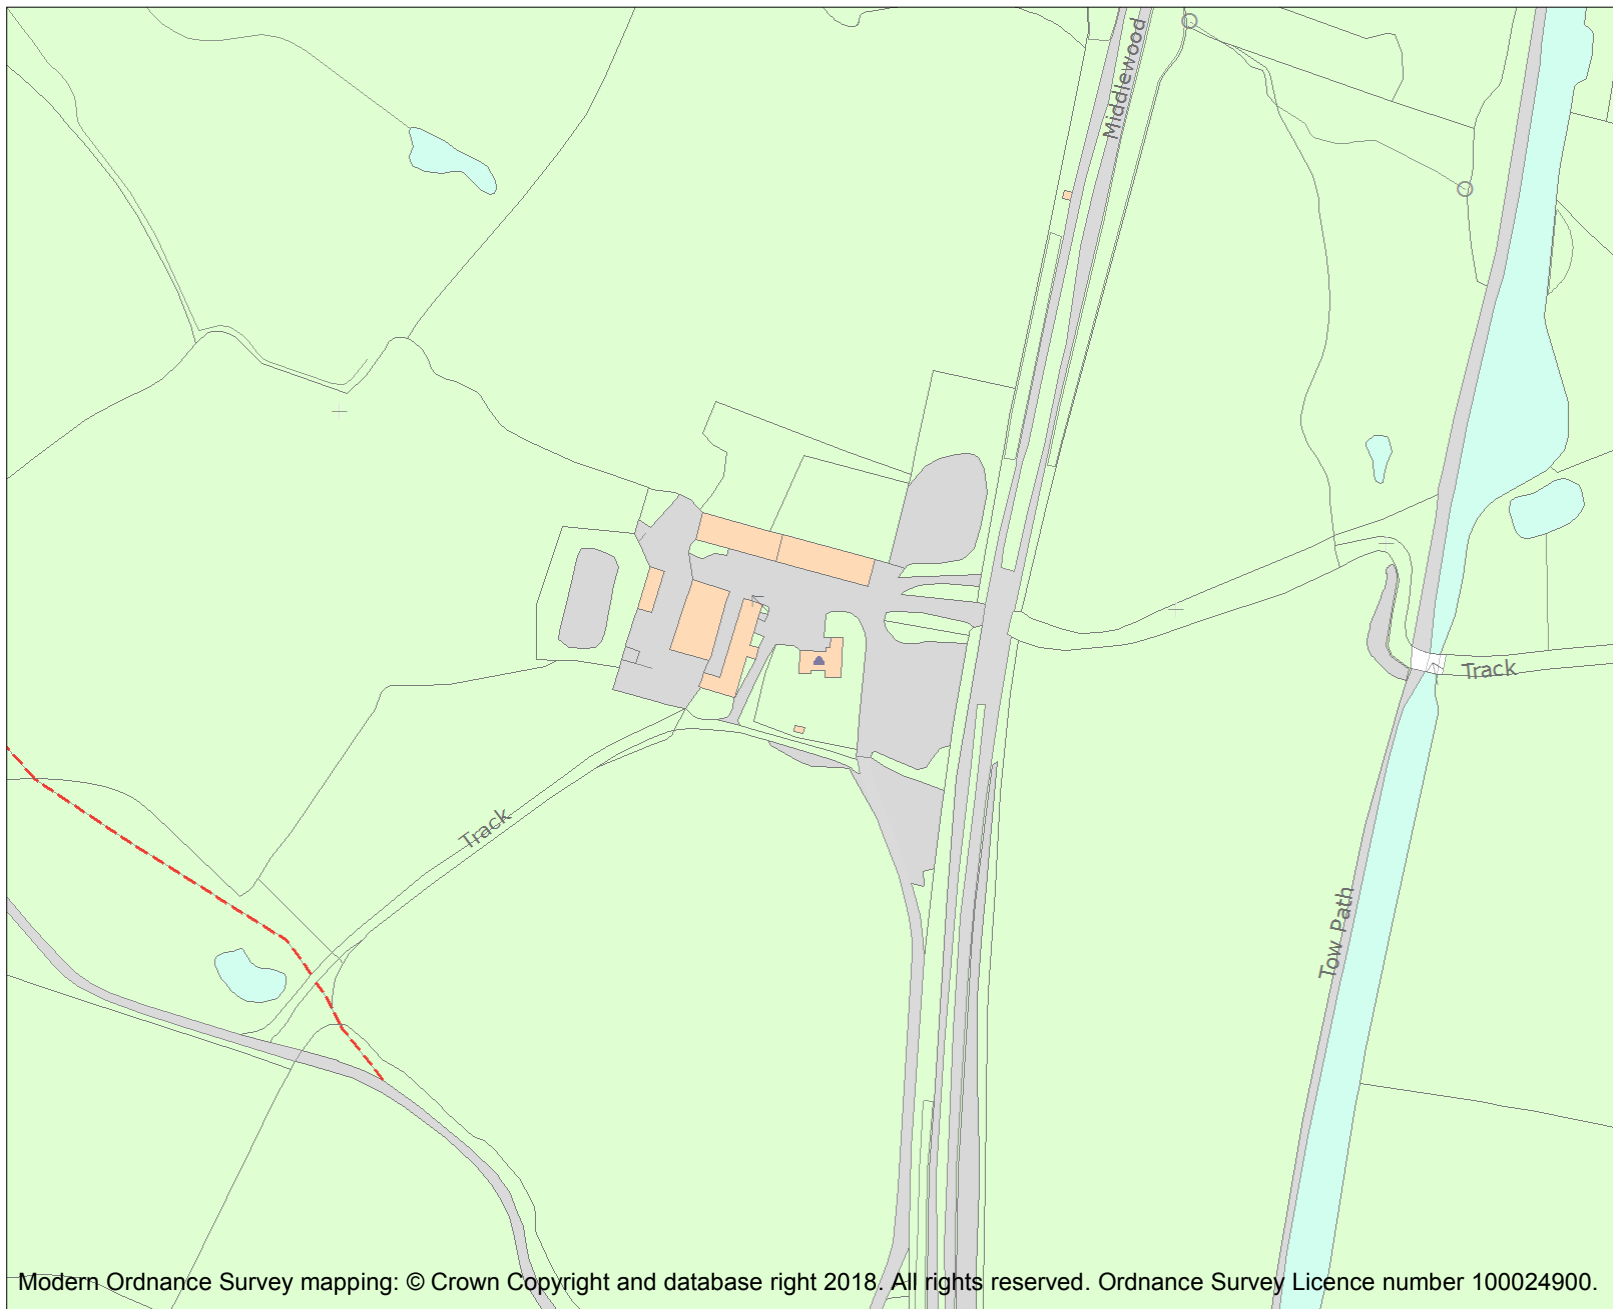 Middlewood
Track
Track
Tow Path
Modern Ordnance Survey mapping: © Crown Copyright and database right 2018. All rights reserved. Ordnance Survey Licence number 100024900.